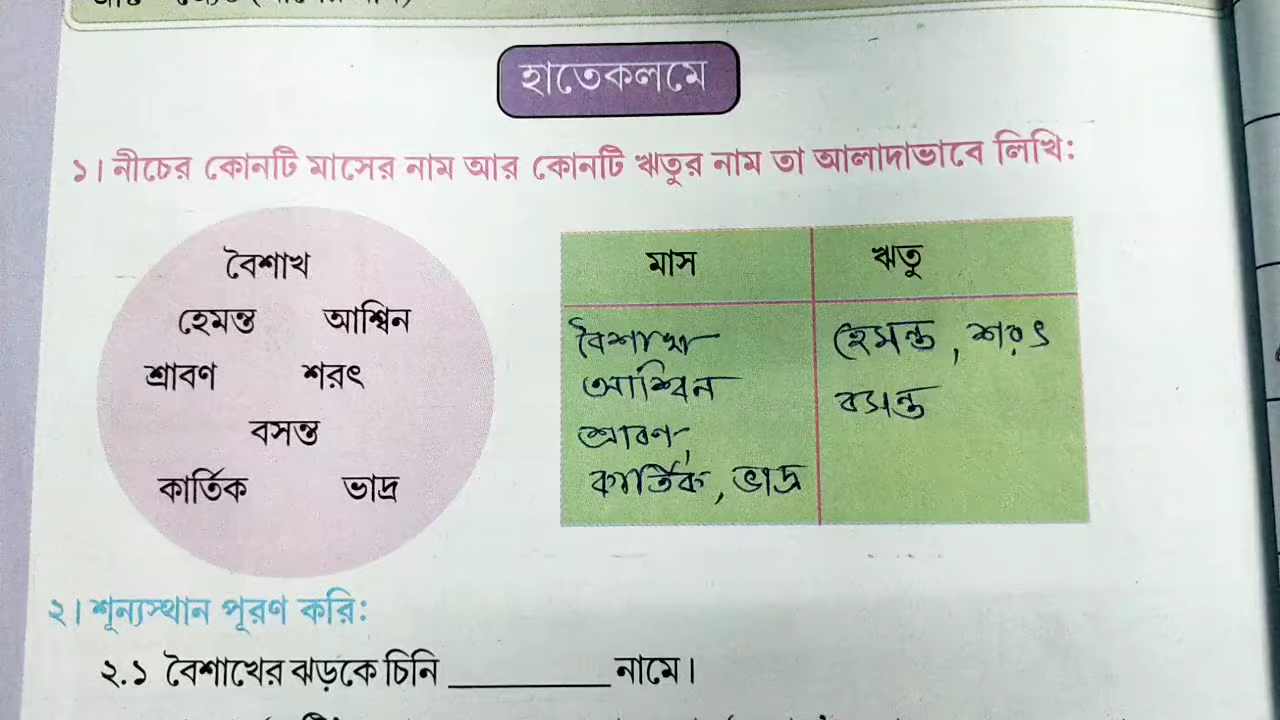 হাতেকলমে
১। নীচের কোনটি মাসের নাম আর কোনটি ঋতুর নাম তা আলাদাভাবে লিখি:
বৈশাখ
হেমন্ত আশ্বিন
শ্রাবণ শরৎ
বসন্ত
কার্তিক ভাদ্র
মাস ঋতু
বৈশাখ হেমন্ত, শরৎ
আশ্বিন বসন্ত
শ্রাবণ,
কার্তিক, ভাদ্র
২। শূন্যস্থান পূরণ করি:
২.১ বৈশাখের ঝড়কে চিনি __________ নামে।